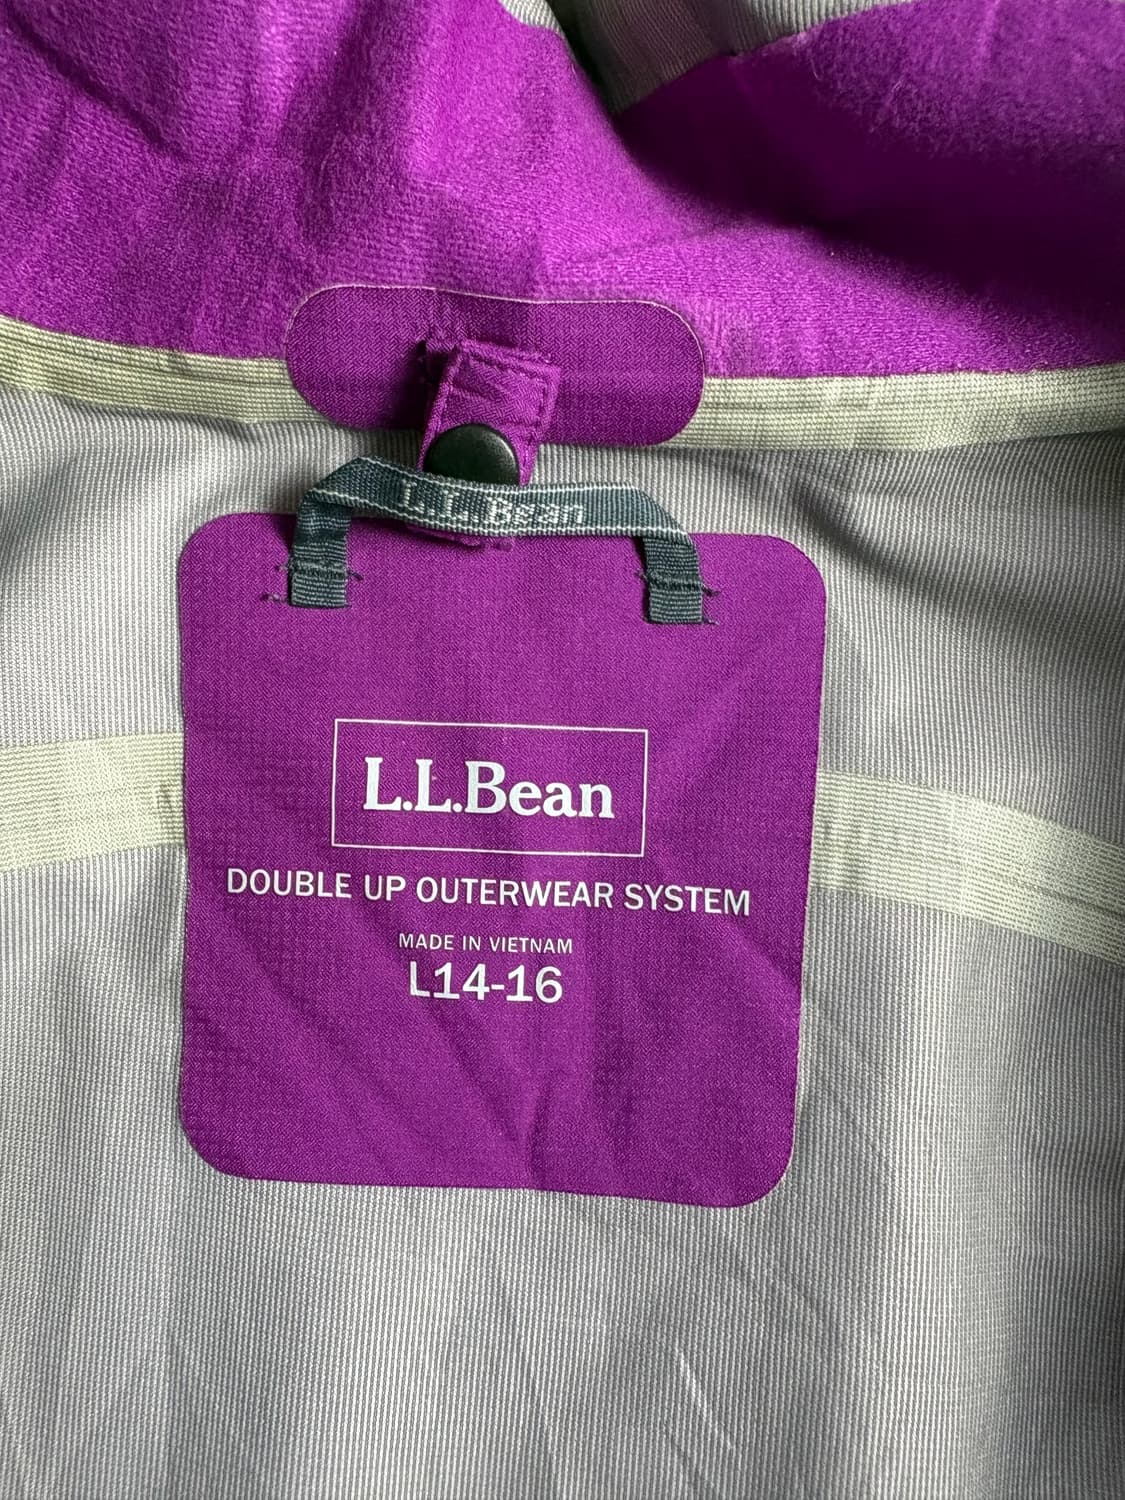 L.L.Bean
L.L.Bean
DOUBLE UP OUTERWEAR SYSTEM
MADE IN VIETNAM
L14-16